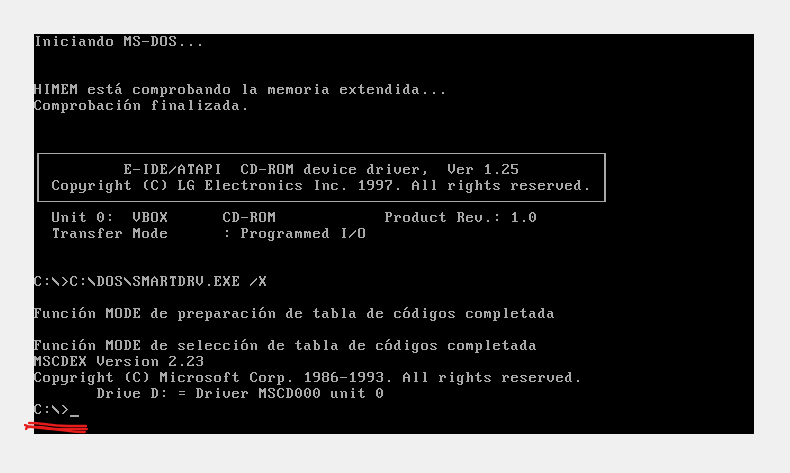 Iniciando MS-DOS...
HIMEM está comprobando la memoria extendida...
Comprobación finalizada.
E-IDE/ATAPI CD-ROM device driver, Ver 1.25
Copyright (C) LG Electronics Inc. 1997. All rights reserved.
Unit 0: VBOX CD-ROM Product Rev.: 1.0
Transfer Mode : Programmed I/O
C:\>C:\DOS\SMARTDRV.EXE /X
Función MODE de preparación de tabla de códigos completada
Función MODE de selección de tabla de códigos completada
MSCDEX Version 2.23
Copyright (C) Microsoft Corp. 1986-1993. All rights reserved.
Drive D: = Driver MSCD000 unit 0
C:\>_